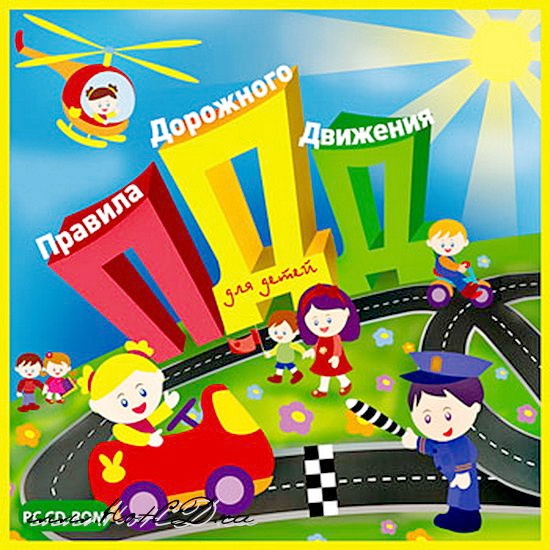 Правила
Дорожного
Движения
ПДД
для детей
PC CD-ROM